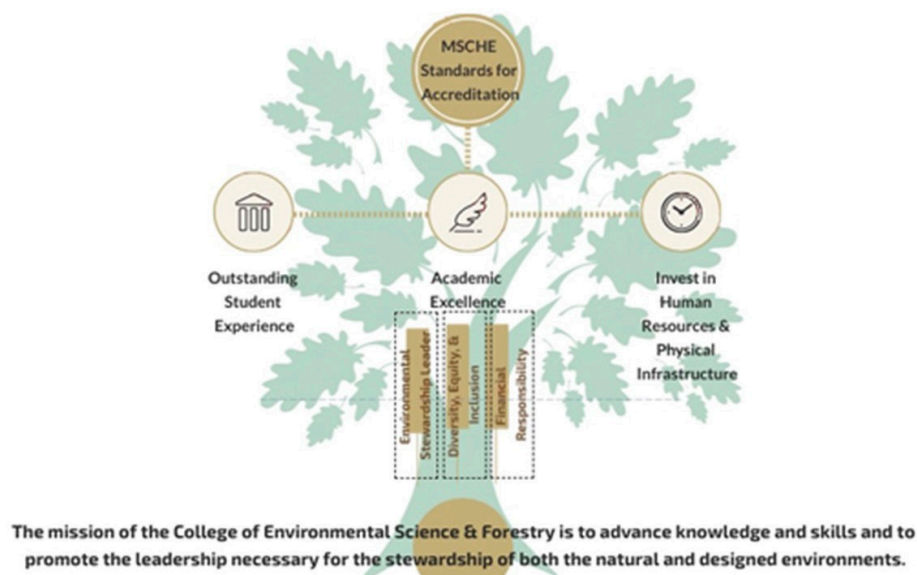 MSCHE
Standards for
Accreditation
Outstanding
Student
Experience
Academic
Excellence
Invest in
Human
Resources &
Physical
Infrastructure
Environmental
Stewardship Leader
Diversity, Equity, &
Inclusion
Financial
Responsibility
The mission of the College of Environmental Science & Forestry is to advance knowledge and skills and to
promote the leadership necessary for the stewardship of both the natural and designed environments.